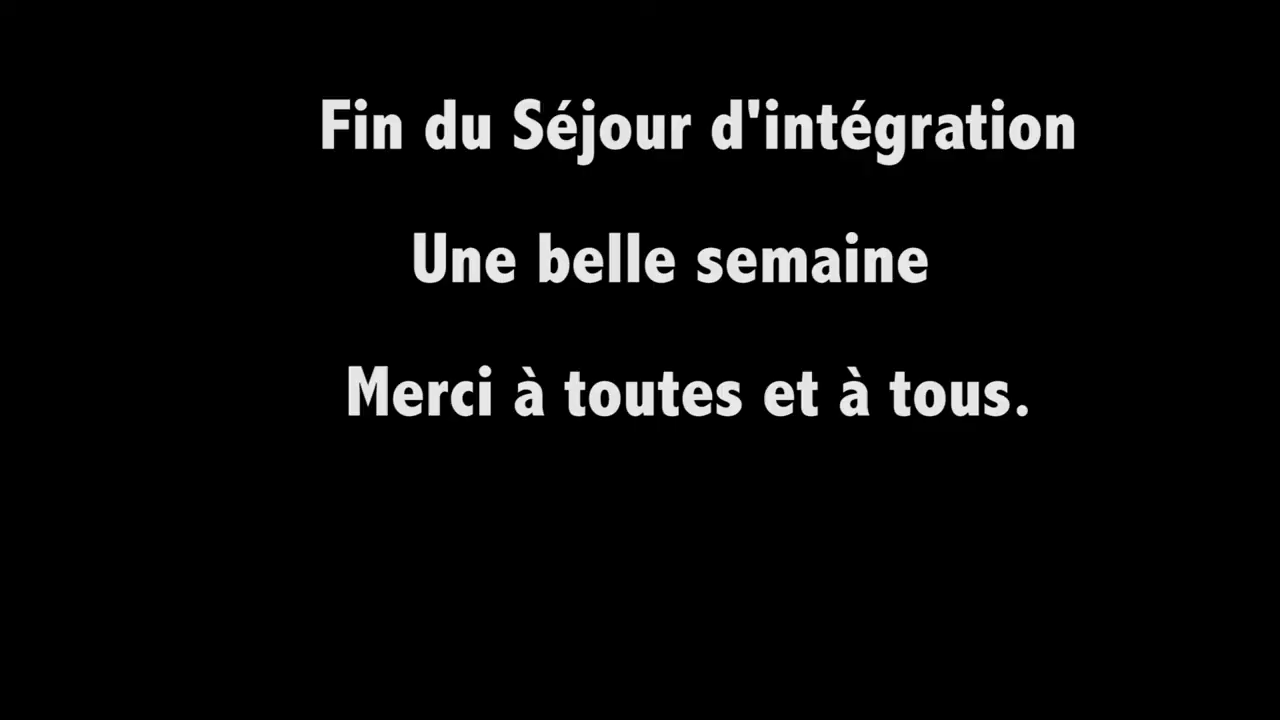 Fin du Séjour d'intégration
Une belle semaine
Merci à toutes et à tous.